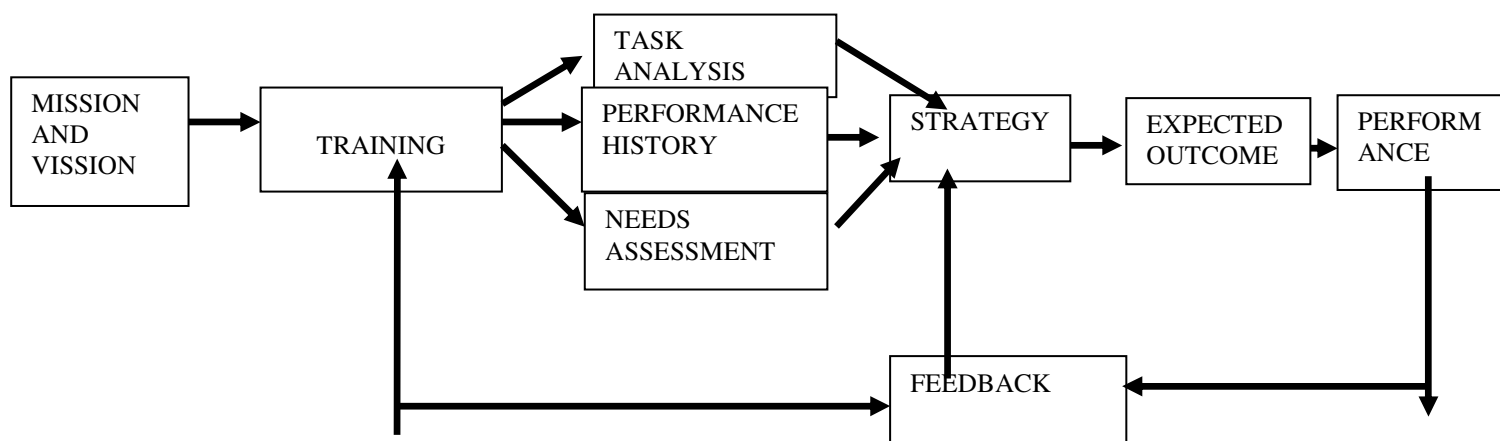 MISSION
AND
VISSION
TRAINING
TASK
ANALYSIS
PERFORMANCE
HISTORY
NEEDS
ASSESSMENT
STRATEGY
EXPECTED
OUTCOME
PERFORM
ANCE
FEEDBACK